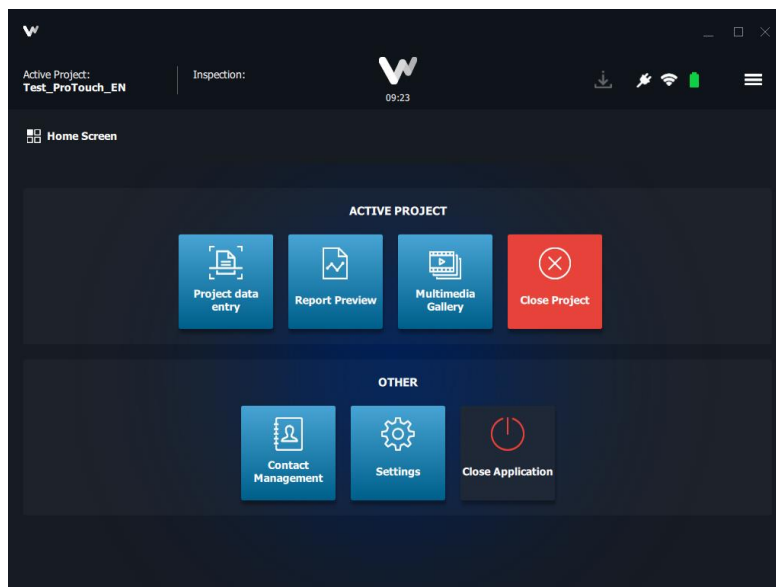 Active Project:
Test_ProTouch_EN
Inspection:
09:23
Home Screen
ACTIVE PROJECT
Project data
entry
Report Preview
Multimedia
Gallery
Close Project
OTHER
Contact
Management
Settings
Close Application